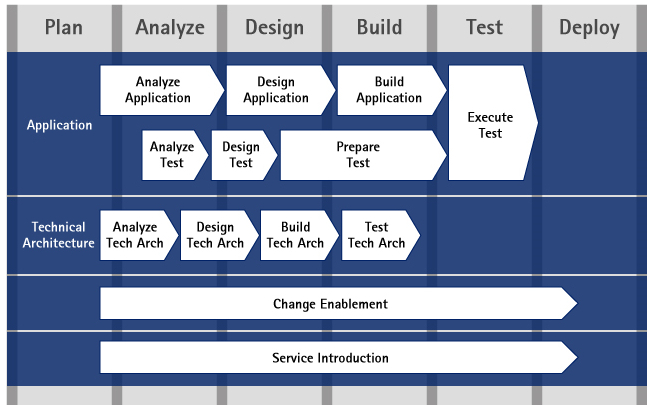 Plan Analyze Design Build Test Deploy
Analyze
Application
Design
Application
Build
Application
Application
Execute
Test
Analyze
Test
Design
Test
Prepare
Test
Technical
Architecture
Analyze
Tech Arch
Design
Tech Arch
Build
Tech Arch
Test
Tech Arch
Change Enablement
Service Introduction